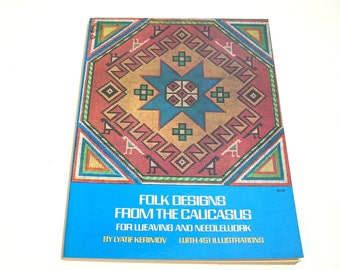 FOLK DESIGNS
FROM THE CAUCASUS
FOR WEAVING AND NEEDLEWORK
BY LYATIF KERIMOV WITH 451 ILLUSTRATIONS